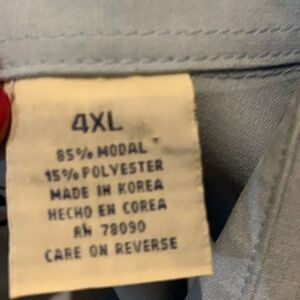 4XL
85% MODAL
15% POLYESTER
MADE IN KOREA
HECHO EN COREA
RN 78090
CARE ON REVERSE